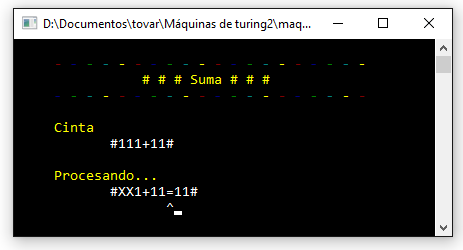 D:\Documentos\tovar\Máquinas de turing2\maq...
- - - - - - - - - - - - - - - - - - - -
# # # Suma # # #
- - - - - - - - - - - - - - - - - - - -
Cinta
#111+11#
Procesando...
#XX1+11=11#
^